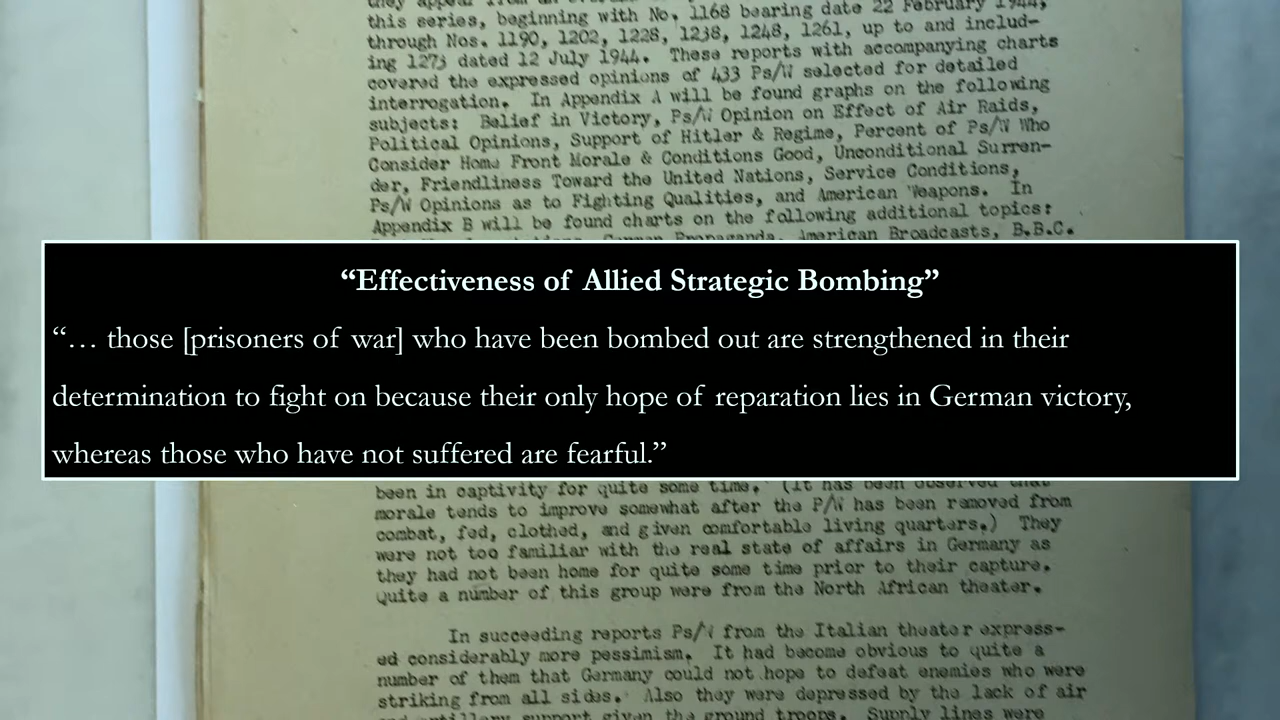 they appear from an
this series, beginning with No. 1168 bearing date 22 February 1944,
through Nos. 1190, 1202, 1228, 1238, 1248, 1261, up to and includ-
ing 1273 dated 12 July 1944. These reports with accompanying charts
covered the expressed opinions of 433 Ps/W selected for detailed
interrogation. In Appendix A will be found graphs on the following
subjects: Belief in Victory, Ps/W Opinion on Effect of Air Raids,
Political Opinions, Support of Hitler & Regime, Percent of Ps/W Who
Consider Home Front Morale & Conditions Good, Unconditional Surren-
der, Friendliness Toward the United Nations, Service Conditions,
Ps/W Opinions as to Fighting Qualities, and American Weapons. In
Appendix B will be found charts on the following additional topics:
German Propaganda, American Broadcasts, B.B.C.
“Effectiveness of Allied Strategic Bombing”
“… those [prisoners of war] who have been bombed out are strengthened in their
determination to fight on because their only hope of reparation lies in German victory,
whereas those who have not suffered are fearful.”
been in captivity for quite some time. (It has been observed that
morale tends to improve somewhat after the P/W has been removed from
combat, fed, clothed, and given comfortable living quarters.) They
were not too familiar with the real state of affairs in Germany as
they had not been home for quite some time prior to their capture.
Quite a number of this group were from the North African theater.
In succeeding reports Ps/W from the Italian theater express-
ed considerably more pessimism. It had become obvious to quite a
number of them that Germany could not hope to defeat enemies who were
striking from all sides. Also they were depressed by the lack of air
and artillery support given the ground troops. Supply lines were